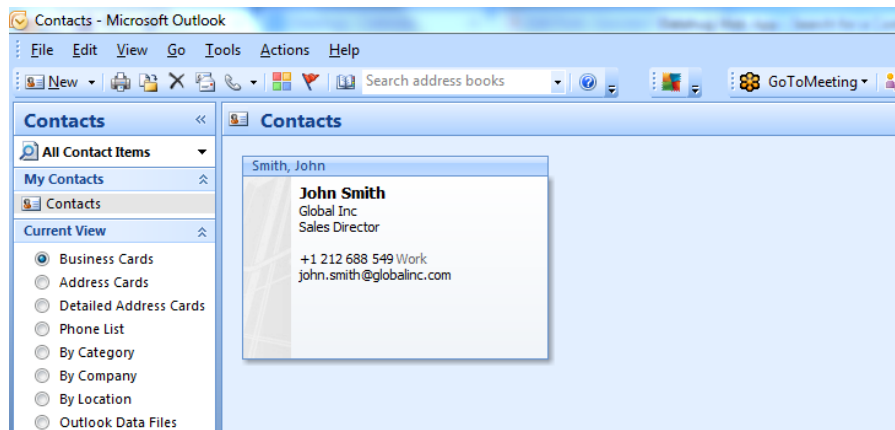 Contacts - Microsoft Outlook
File Edit View Go Tools Actions Help
New Search address books GoToMeeting
Contacts «
Contacts
All Contact Items
My Contacts
Contacts
Current View
Business Cards
Address Cards
Detailed Address Cards
Phone List
By Category
By Company
By Location
Outlook Data Files
Smith, John
John Smith
Global Inc
Sales Director
+1 212 688 549 Work
john.smith@globalinc.com